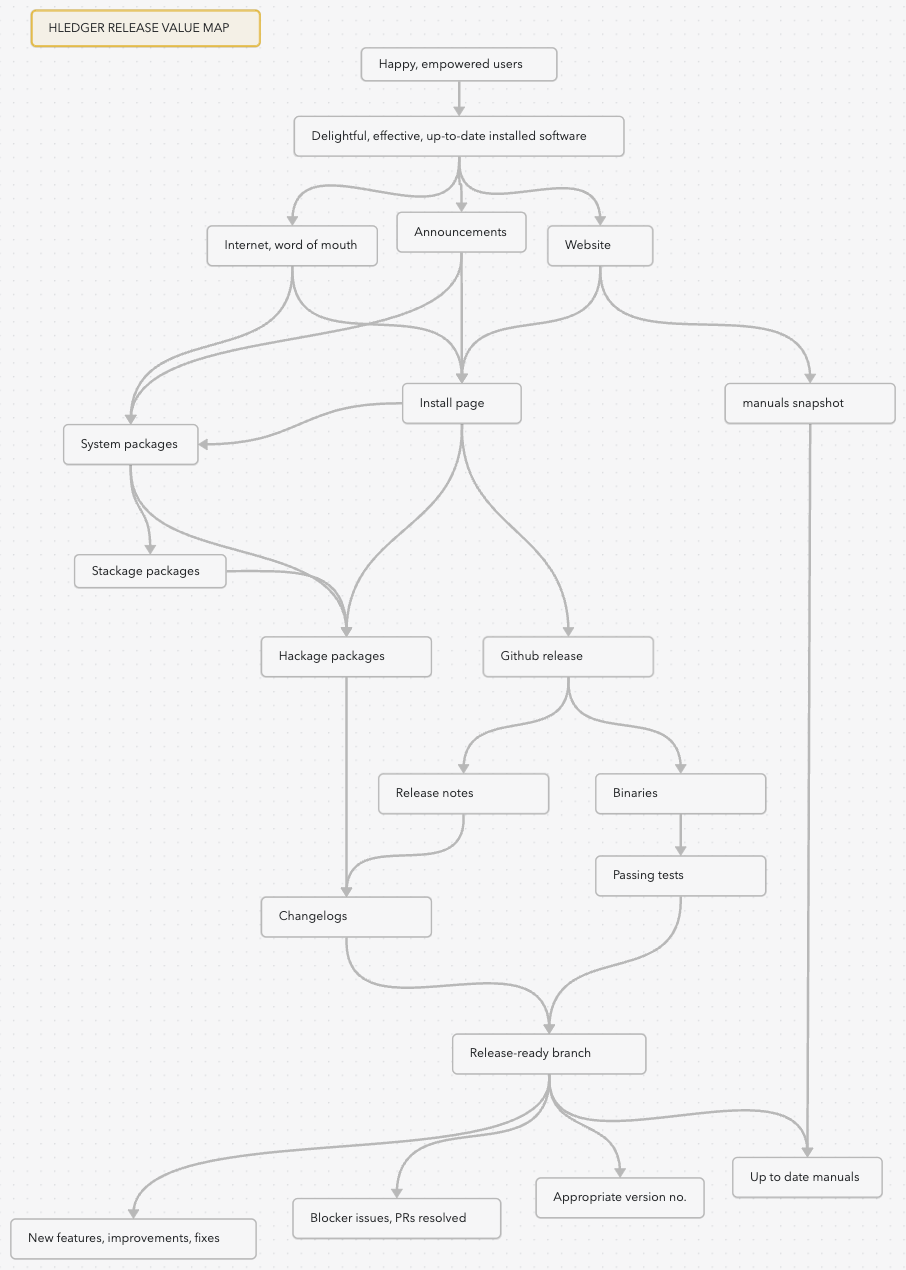 HLEDGER RELEASE VALUE MAP
Happy, empowered users
Delightful, effective, up-to-date installed software
Internet, word of mouth
Announcements
Website
System packages
Install page
manuals snapshot
Stackage packages
Hackage packages
Github release
Release notes
Binaries
Passing tests
Changelogs
Release-ready branch
New features, improvements, fixes
Blocker issues, PRs resolved
Appropriate version no.
Up to date manuals